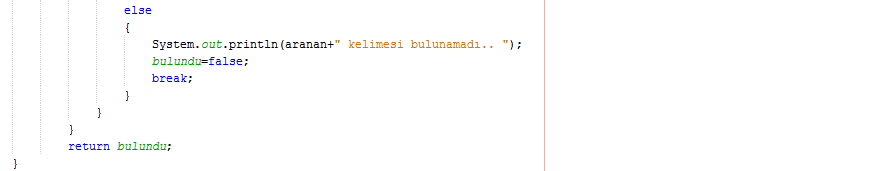 else
{
System.out.println(aranan+" kelimesi bulunamadı.. ");
bulundu=false;
break;
}
}
}
return bulundu;
}